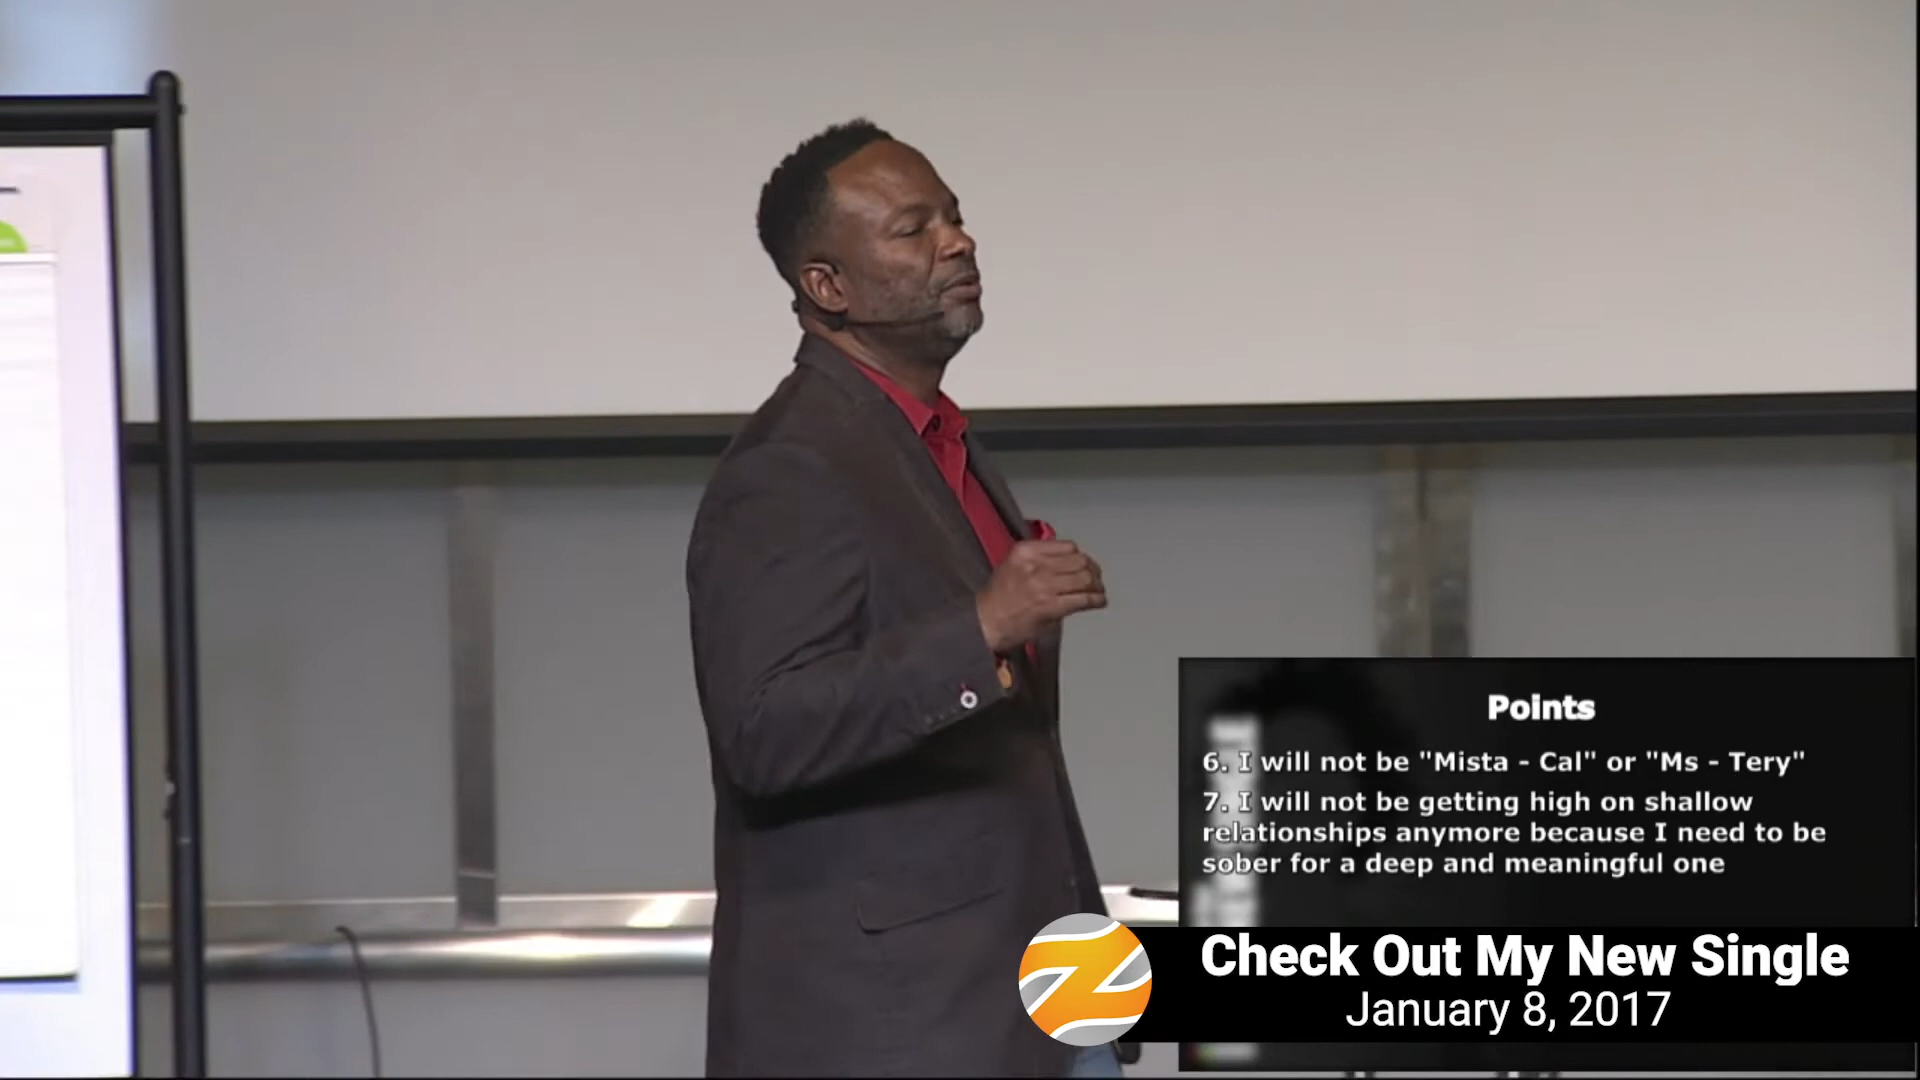 Points
6. I will not be "Mista - Cal" or "Ms - Tery"
7. I will not be getting high on shallow
relationships anymore because I need to be
sober for a deep and meaningful one
Check Out My New Single
January 8, 2017